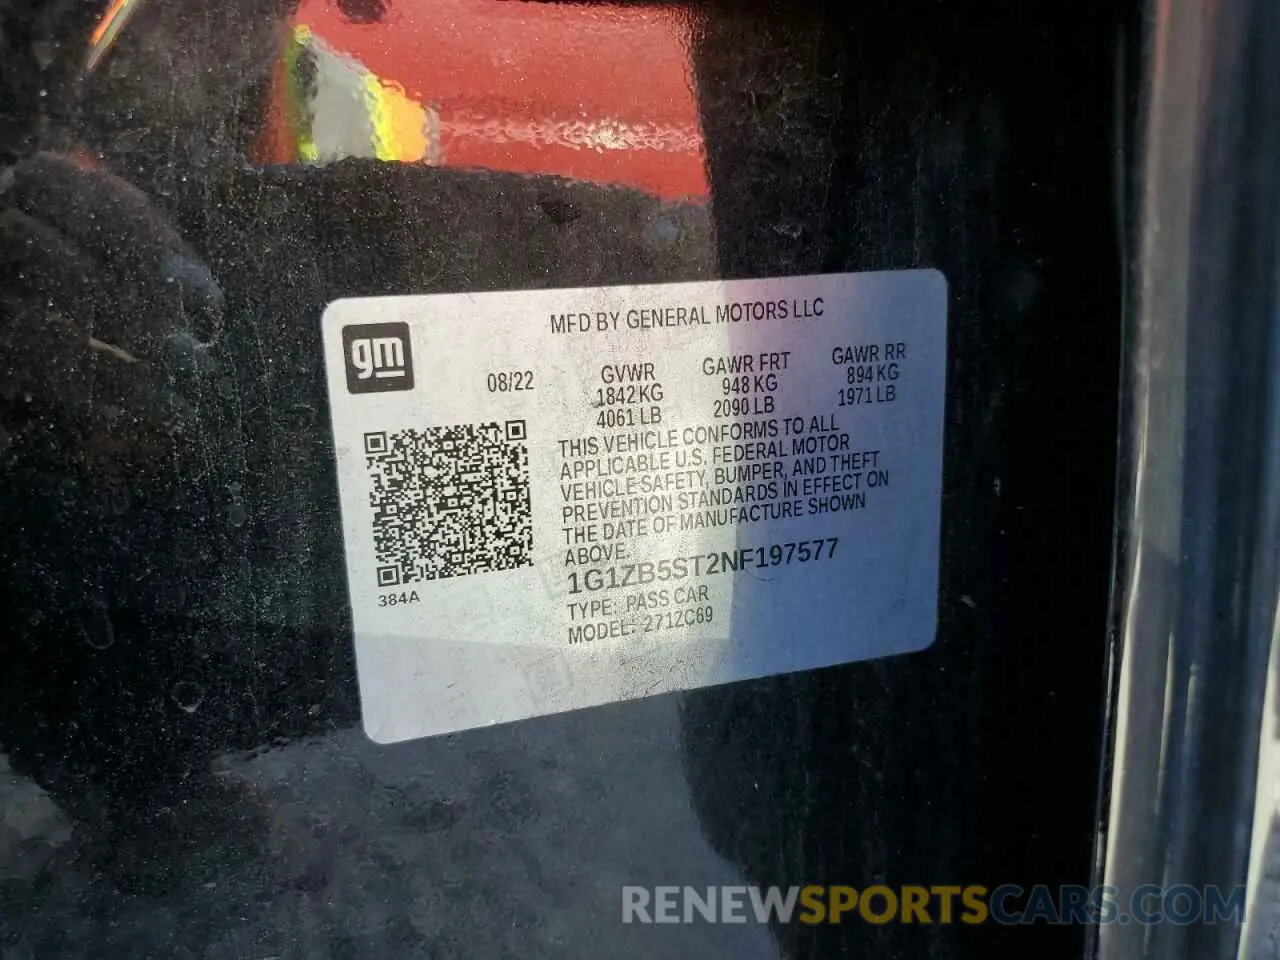 MFD BY GENERAL MOTORS LLC
gm
08/22
GVWR
1842 KG
4061 LB
GAWR FRT
948 KG
2090 LB
GAWR RR
894 KG
1971 LB
THIS VEHICLE CONFORMS TO ALL
APPLICABLE U.S. FEDERAL MOTOR
VEHICLE SAFETY, BUMPER, AND THEFT
PREVENTION STANDARDS IN EFFECT ON
THE DATE OF MANUFACTURE SHOWN
ABOVE.
1G1ZB5ST2NF197577
TYPE: PASS CAR
MODEL: 271ZC69
384A
RENEWSPORTSCARS.COM